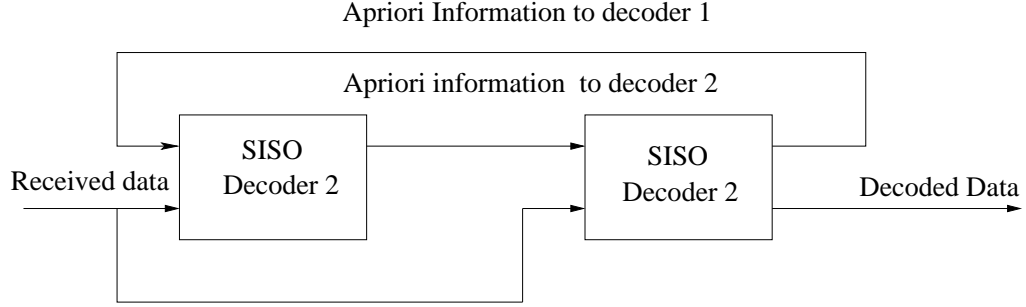 Apriori Information to decoder 1
Apriori information to decoder 2
SISO
Decoder 2
SISO
Decoder 2
Received data
Decoded Data